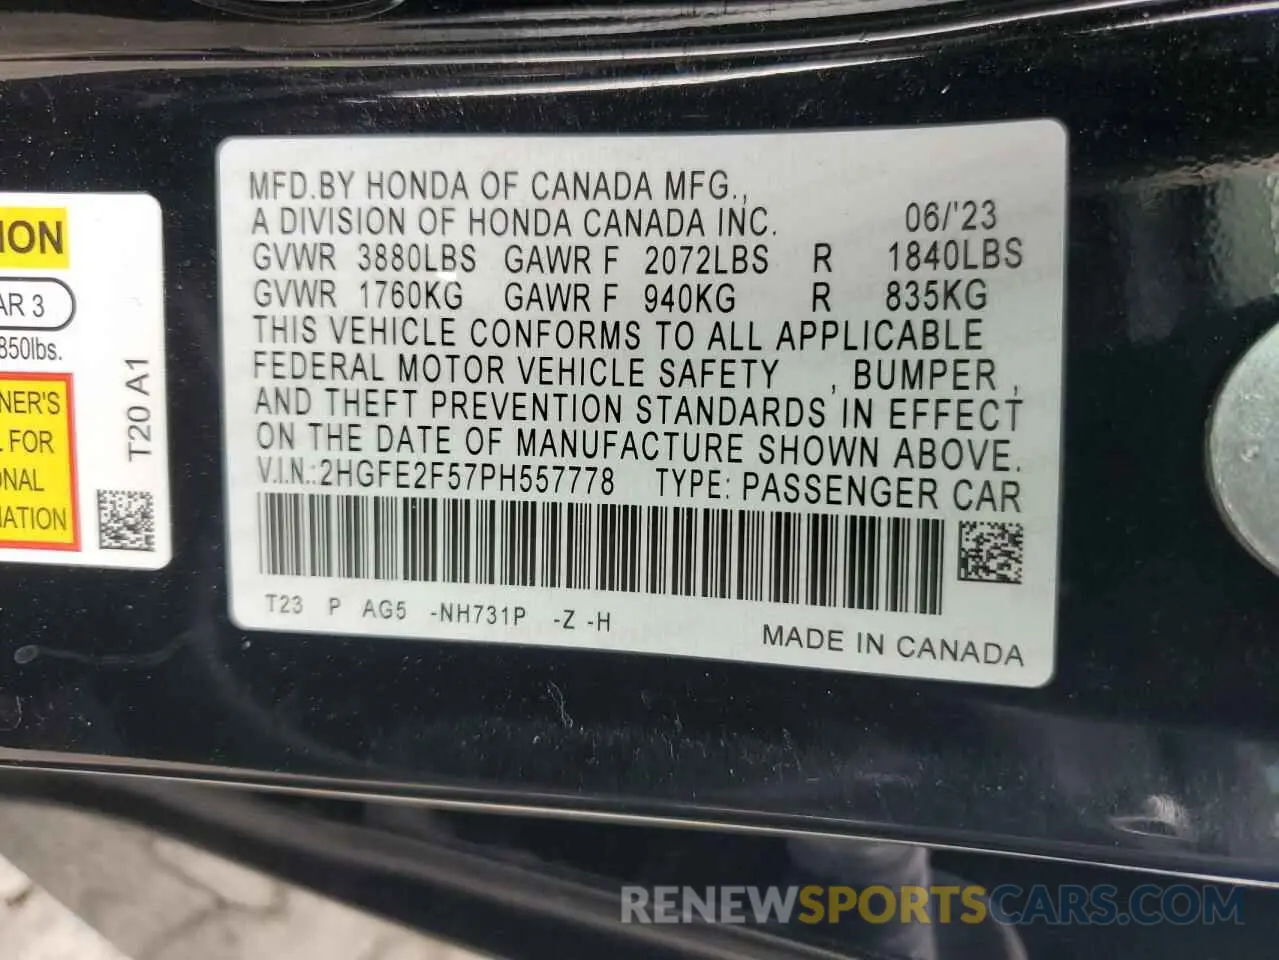 ION
AR 3
850lbs.
NER'S
FOR
ONAL
MATION
T20 A1
MFD.BY HONDA OF CANADA MFG.,
A DIVISION OF HONDA CANADA INC. 06/'23
GVWR 3880LBS GAWR F 2072LBS R 1840LBS
GVWR 1760KG GAWR F 940KG R 835KG
THIS VEHICLE CONFORMS TO ALL APPLICABLE
FEDERAL MOTOR VEHICLE SAFETY , BUMPER ,
AND THEFT PREVENTION STANDARDS IN EFFECT
ON THE DATE OF MANUFACTURE SHOWN ABOVE.
V.I.N.:2HGFE2F57PH557778 TYPE: PASSENGER CAR
T23 P AG5 -NH731P -Z -H
MADE IN CANADA
RENEWSPORTSCARS.COM